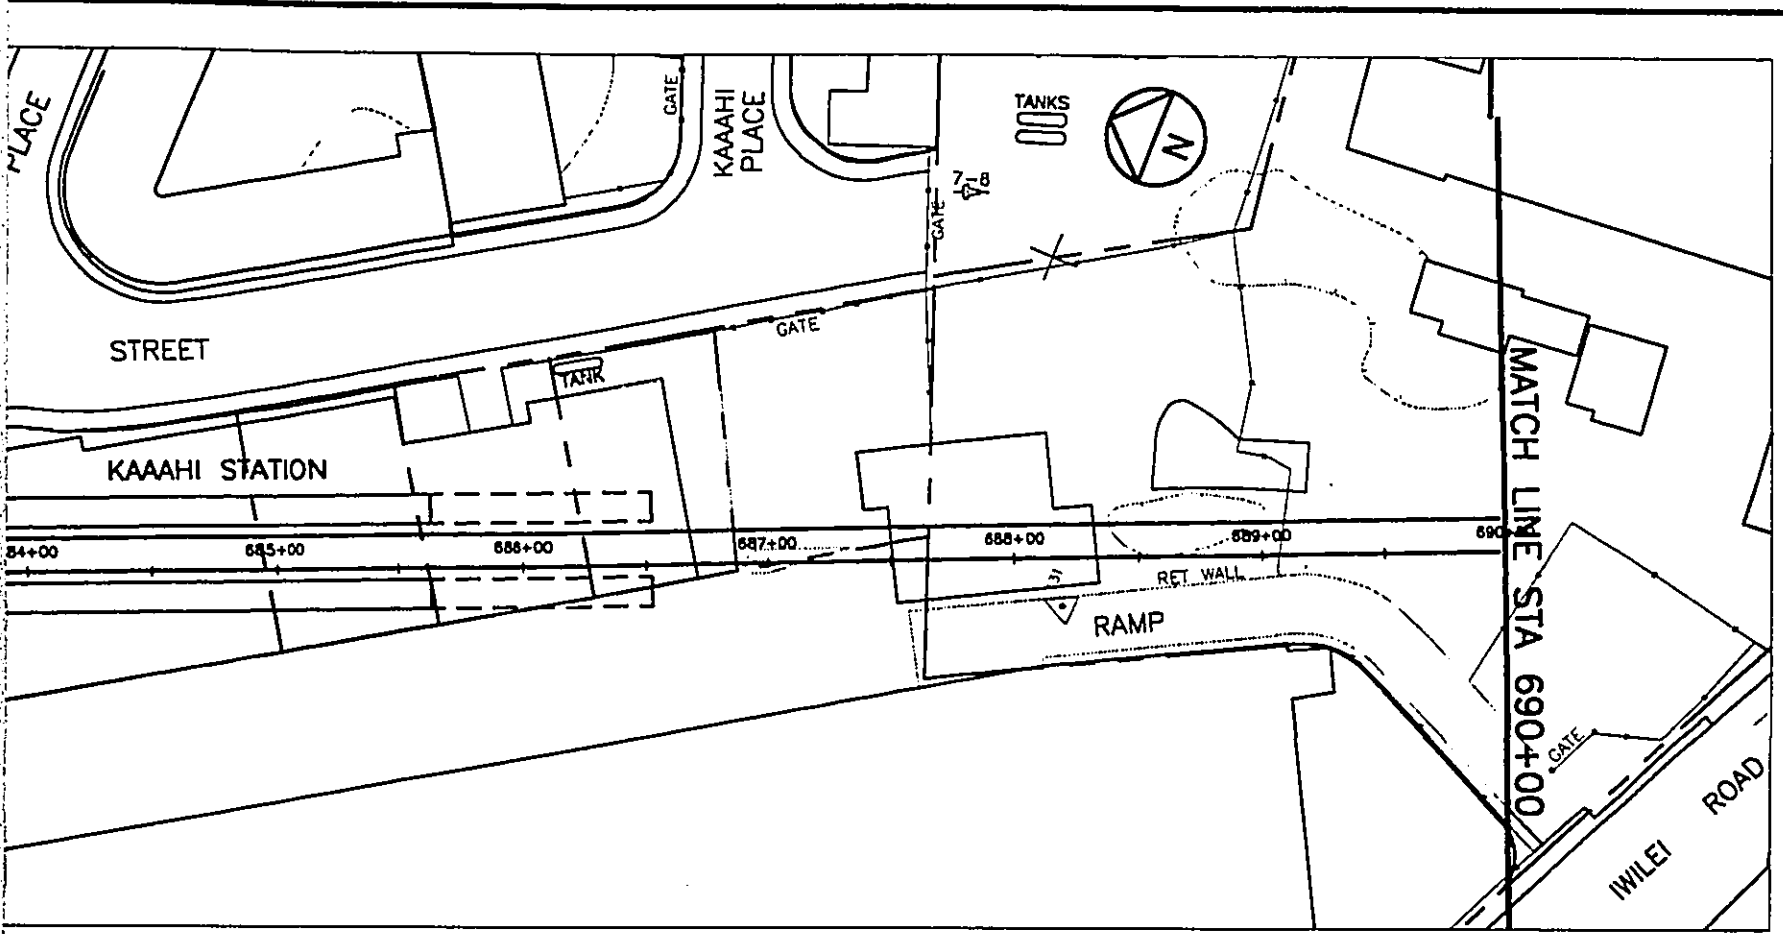 PLACE
GATE
KAAAHI
PLACE
TANKS
N
7-8
GATE
GATE
STREET
TANK
KAAAHI STATION
84+00
685+00
686+00
687+00
688+00
689+00
690
31
RET WALL
RAMP
MATCH LINE STA 690+00
GATE
IWILEI ROAD